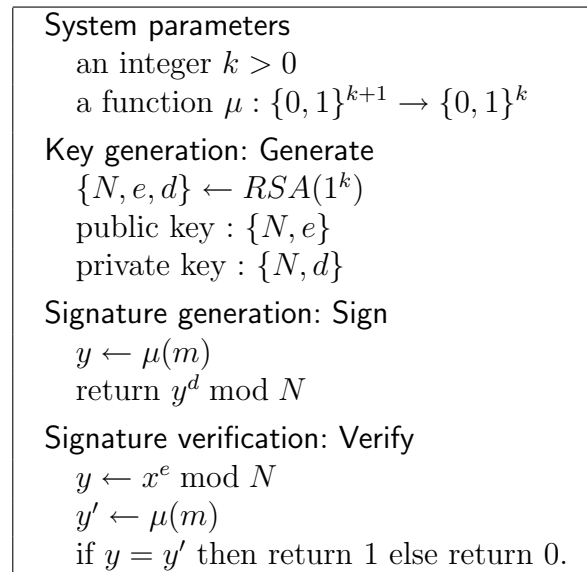 System parameters
an integer k > 0
a function μ : {0, 1}^{k+1} → {0, 1}^k
Key generation: Generate
{N, e, d} ← RSA(1^k)
public key : {N, e}
private key : {N, d}
Signature generation: Sign
y ← μ(m)
return y^d mod N
Signature verification: Verify
y ← x^e mod N
y′ ← μ(m)
if y = y′ then return 1 else return 0.